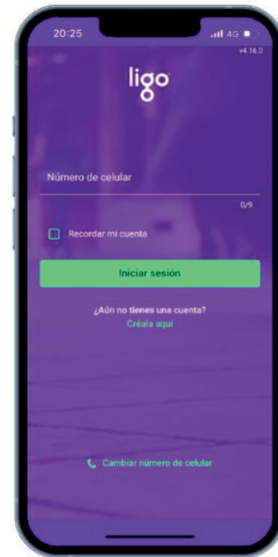 20:25 4G
v4.16.0
ligo
Número de celular
0/9
Recordar mi cuenta
Iniciar sesión
¿Aún no tienes una cuenta?
Créala aquí
Cambiar número de celular